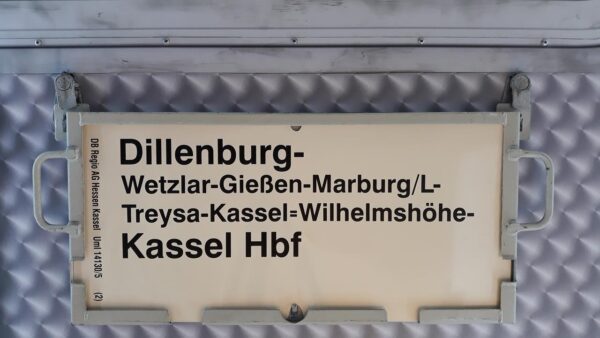 Dillenburg-
Wetzlar-Gießen-Marburg/L-
Treysa-Kassel=Wilhelmshöhe-
Kassel Hbf
DB Regio AG Hessen Kassel Uml 14130/5 (2)